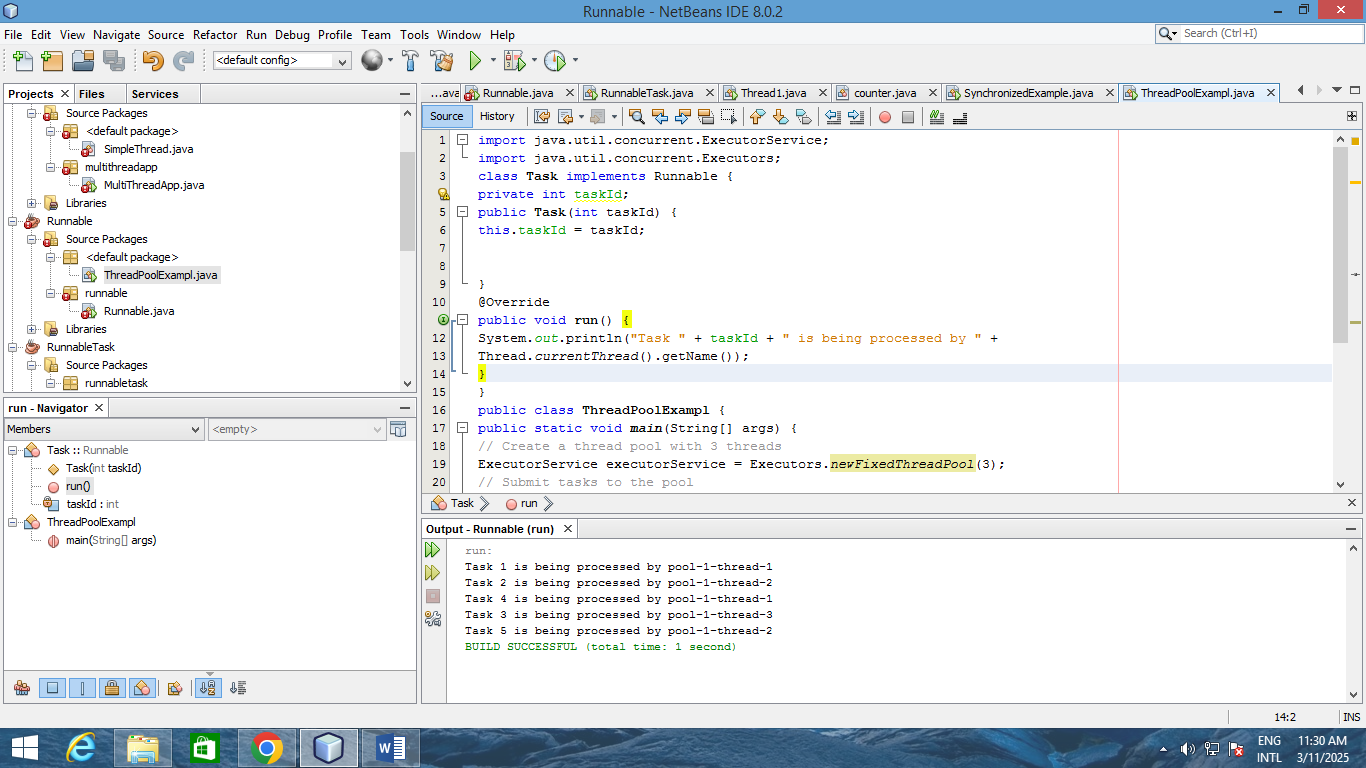 Runnable - NetBeans IDE 8.0.2
File Edit View Navigate Source Refactor Run Debug Profile Team Tools Window Help
Search (Ctrl+I)
<default config>
Projects Files Services
Source Packages
<default package>
SimpleThread.java
multithreadapp
MultiThreadApp.java
Libraries
Runnable
Source Packages
<default package>
ThreadPoolExampl.java
runnable
Runnable.java
Libraries
RunnableTask
Source Packages
runnabletask
run - Navigator
Members <empty>
Task :: Runnable
Task(int taskId)
run()
taskId : int
ThreadPoolExampl
main(String[] args)
...ava Runnable.java RunnableTask.java Thread1.java counter.java SynchronizedExample.java ThreadPoolExampl.java
Source History
1 import java.util.concurrent.ExecutorService;
2 import java.util.concurrent.Executors;
3 class Task implements Runnable {
private int taskId;
5 public Task(int taskId) {
6 this.taskId = taskId;
7
8
9 }
10 @Override
public void run() {
12 System.out.println("Task " + taskId + " is being processed by " +
13 Thread.currentThread().getName());
14 }
15 }
16 public class ThreadPoolExampl {
17 public static void main(String[] args) {
18 // Create a thread pool with 3 threads
19 ExecutorService executorService = Executors.newFixedThreadPool(3);
20 // Submit tasks to the pool
Task run
Output - Runnable (run)
run:
Task 1 is being processed by pool-1-thread-1
Task 2 is being processed by pool-1-thread-2
Task 4 is being processed by pool-1-thread-1
Task 3 is being processed by pool-1-thread-3
Task 5 is being processed by pool-1-thread-2
BUILD SUCCESSFUL (total time: 1 second)
14:2 INS
ENG 11:30 AM
INTL 3/11/2025